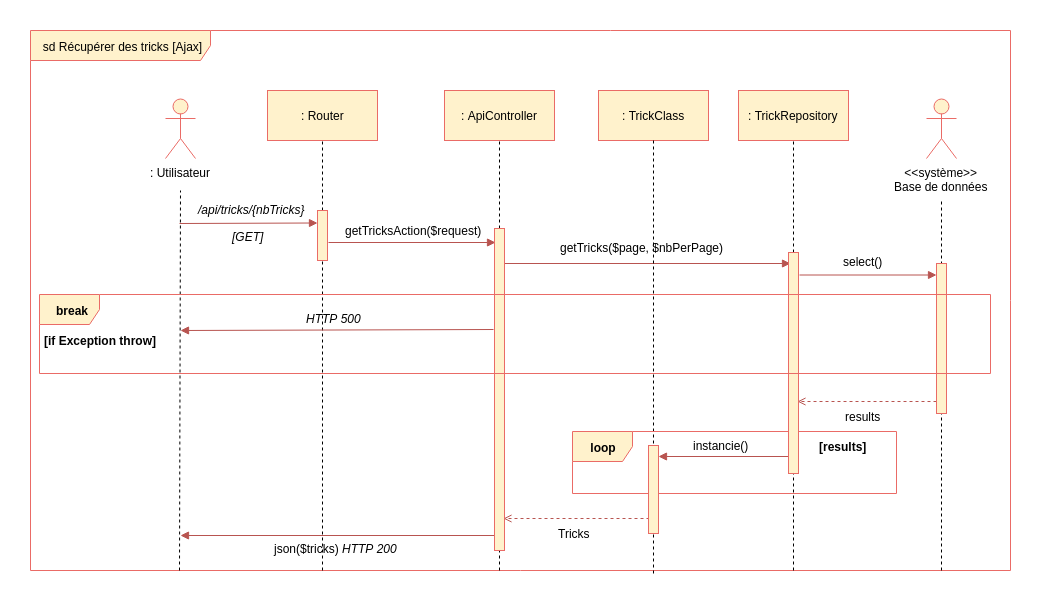 sd Récupérer des tricks [Ajax]
: Router
: ApiController
: TrickClass
: TrickRepository
: Utilisateur
<<système>>
Base de données
/api/tricks/{nbTricks}
[GET]
getTricksAction($request)
getTricks($page, $nbPerPage)
select()
break
HTTP 500
[if Exception throw]
results
loop
instancie()
[results]
Tricks
json($tricks) HTTP 200